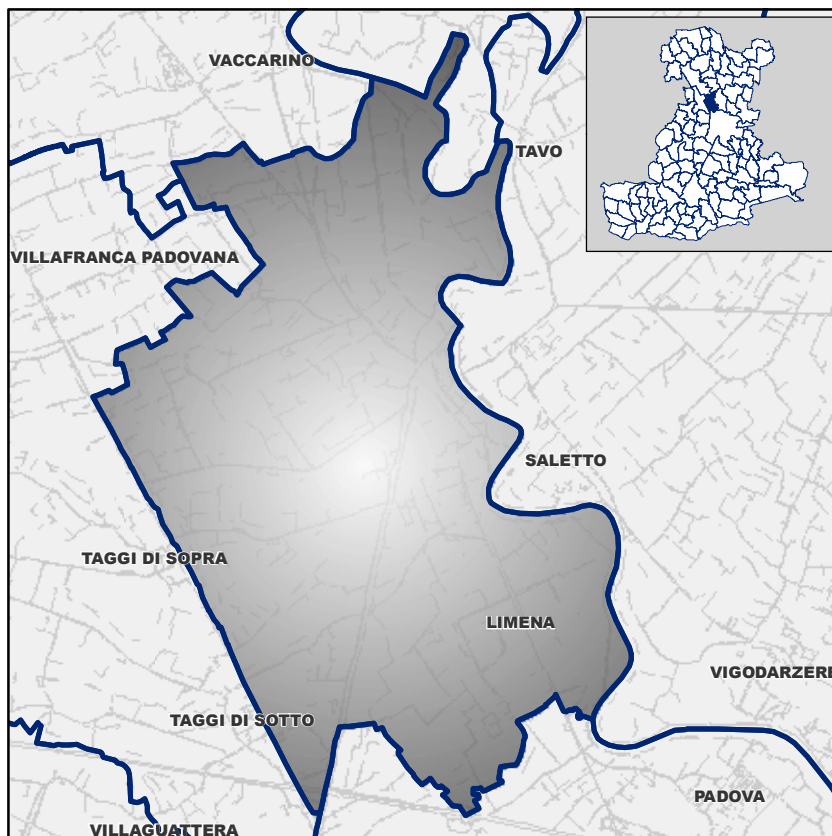 VACCARINO
TAVO
VILLAFRANCA PADOVANA
SALETTO
TAGGI DI SOPRA
LIMENA
VIGODARZERE
TAGGI DI SOTTO
PADOVA
VILLAGUATTERA